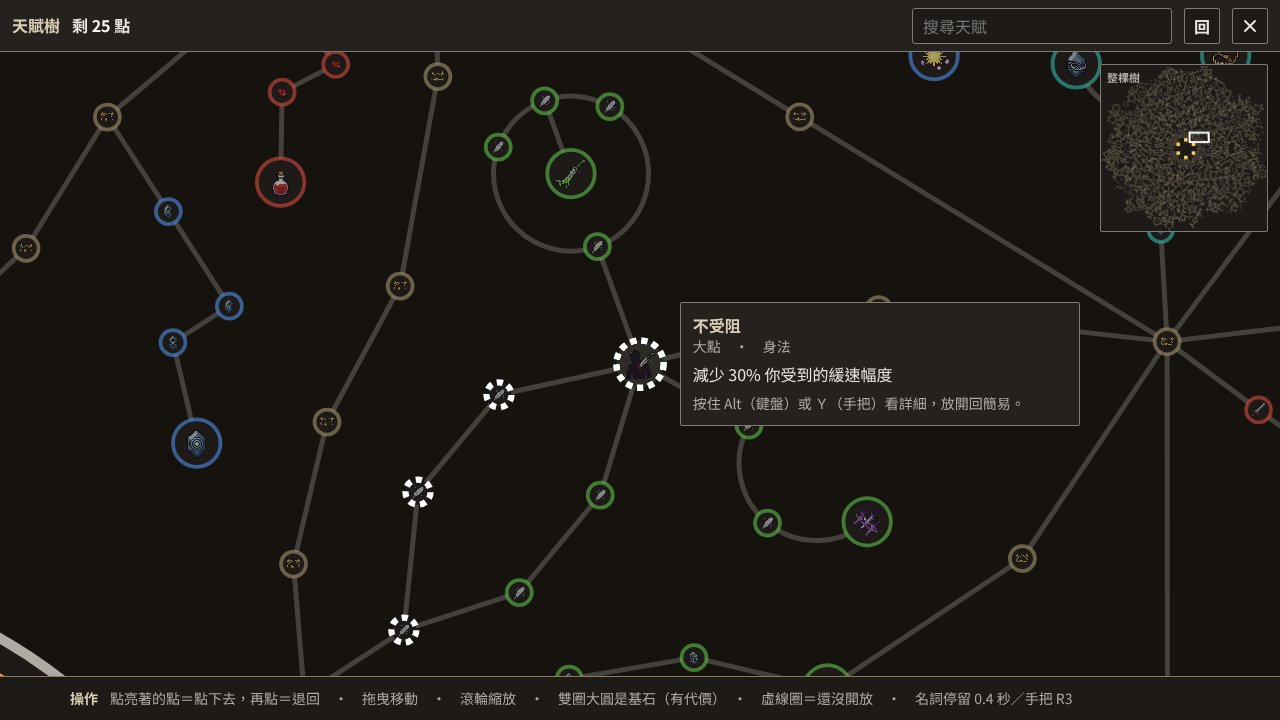 天賦樹 剩 25 點
搜尋天賦
回 ✕
整棵樹
不受阻
大點 ・ 身法
減少 30% 你受到的緩速幅度
按住 Alt（鍵盤）或 Y（手把）看詳細，放開回簡易。
操作 點亮著的點＝點下去，再點＝退回 ・ 拖曳移動 ・ 滾輪縮放 ・ 雙圈大圓是基石（有代價） ・ 虛線圈＝還沒開放 ・ 名詞停留 0.4 秒／手把 R3